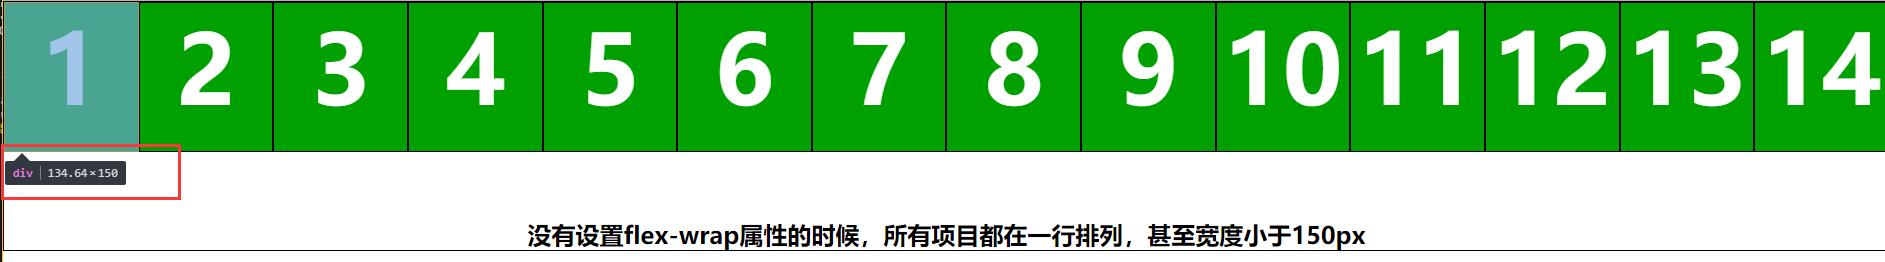 1 2 3 4 5 6 7 8 9 10 11 12 13 14
div 134.64×150
没有设置flex-wrap属性的时候，所有项目都在一行排列，甚至宽度小于150px